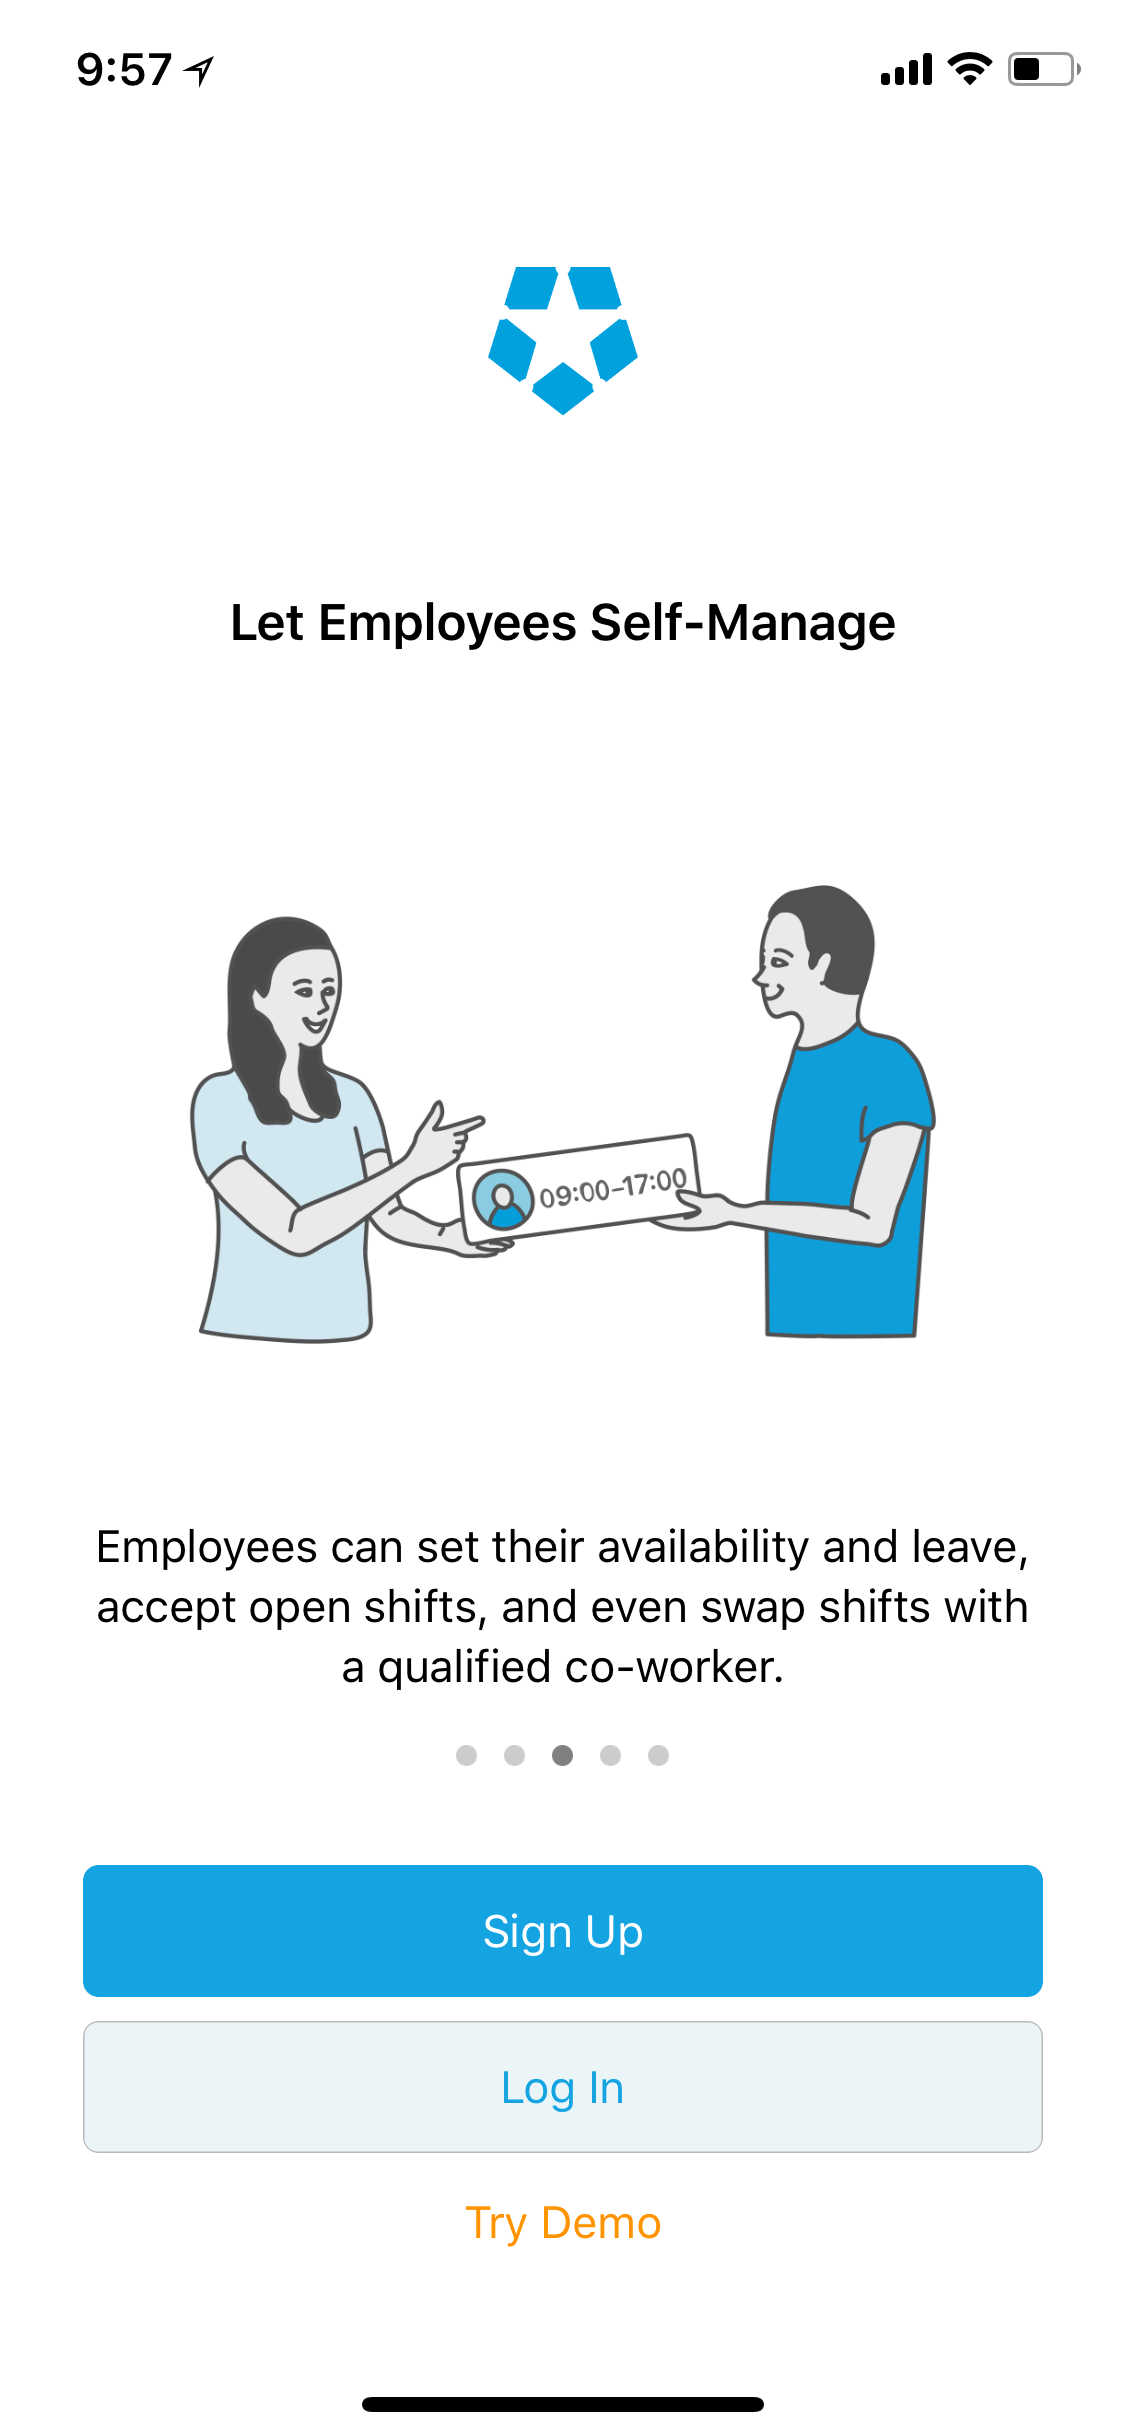 9:57
Let Employees Self-Manage
09:00–17:00
Employees can set their availability and leave,
accept open shifts, and even swap shifts with
a qualified co-worker.
Sign Up
Log In
Try Demo